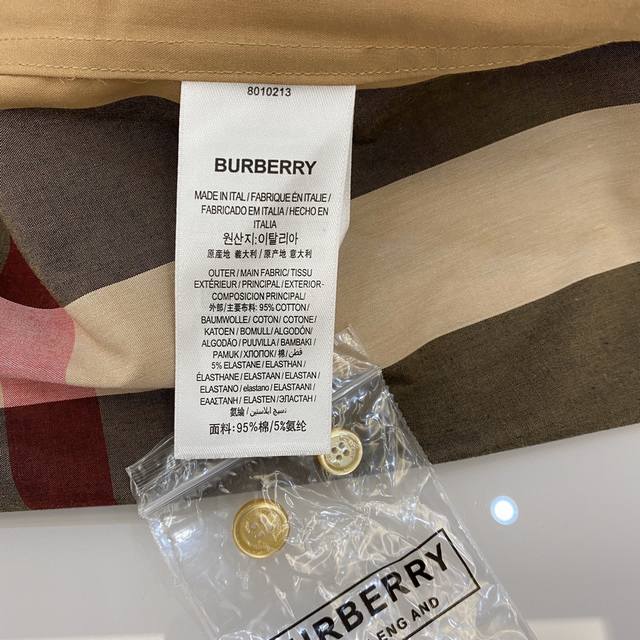 8010213
BURBERRY
MADE IN ITAL / FABRIQUE ÉN ITALIE /
FABRICADO EM ITALIA / HECHO EN
ITALIA
원산지:이탈리아
原産地 義大利 / 原产地 意大利
OUTER / MAIN FABRIC/ TISSU
EXTÉRIEUR / PRINCIPAL / EXTERIOR-
COMPOSICION PRINCIPAL/
外部/主要布料: 95% COTTON/
BAUMWOLLE/ COTON/ COTONE/
KATOEN / BOMULL/ ALGODÓN/
ALGODÃO / PUUVILLA / BAMBAKI /
PAMUK / ХЛОПОК/ 棉/ قطن /
5% ELASTANE / ELASTHAN /
ÉLASTHANE / ELASTAAN / ELASTAN /
ELASTANO / elastano / ELASTAANI /
ΕΛΑΣΤΑΝΗ / ELASTEN / ЭЛАСТАН /
氨綸/
面料: 95%棉/ 5%氨纶
BURBERRY
ENG AND